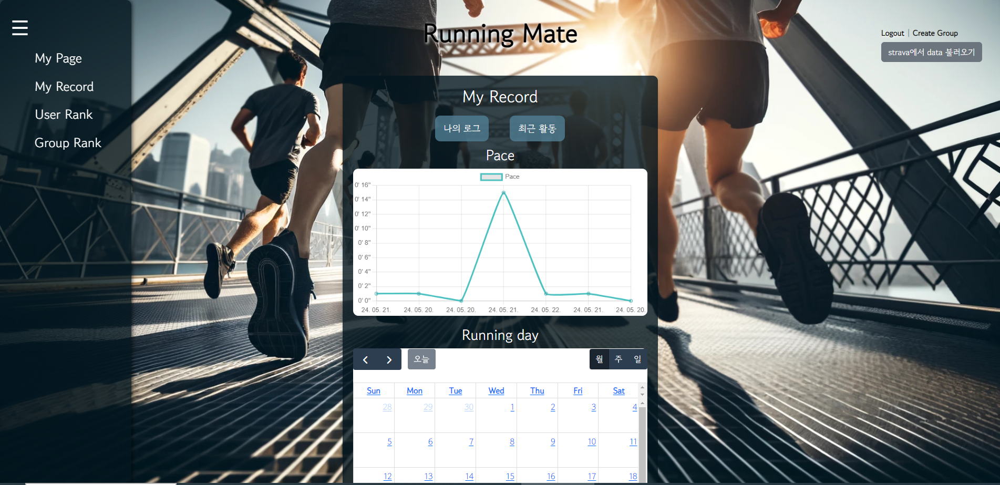 Running Mate
Logout | Create Group
strava에서 data 불러오기
My Page
My Record
User Rank
Group Rank
My Record
나의 로그 최근 활동
Pace
Pace
0' 16"
0' 14"
0' 12"
0' 10"
0' 8"
0' 6"
0' 4"
0' 2"
0' 0"
24. 05. 21. 24. 05. 20. 24. 05. 20. 24. 05. 21. 24. 05. 22. 24. 05. 21. 24. 05. 20.
Running day
오늘 월 주 일
Sun Mon Tue Wed Thu Fri Sat
28 29 30 1 2 3 4
5 6 7 8 9 10 11
12 13 14 15 16 17 18